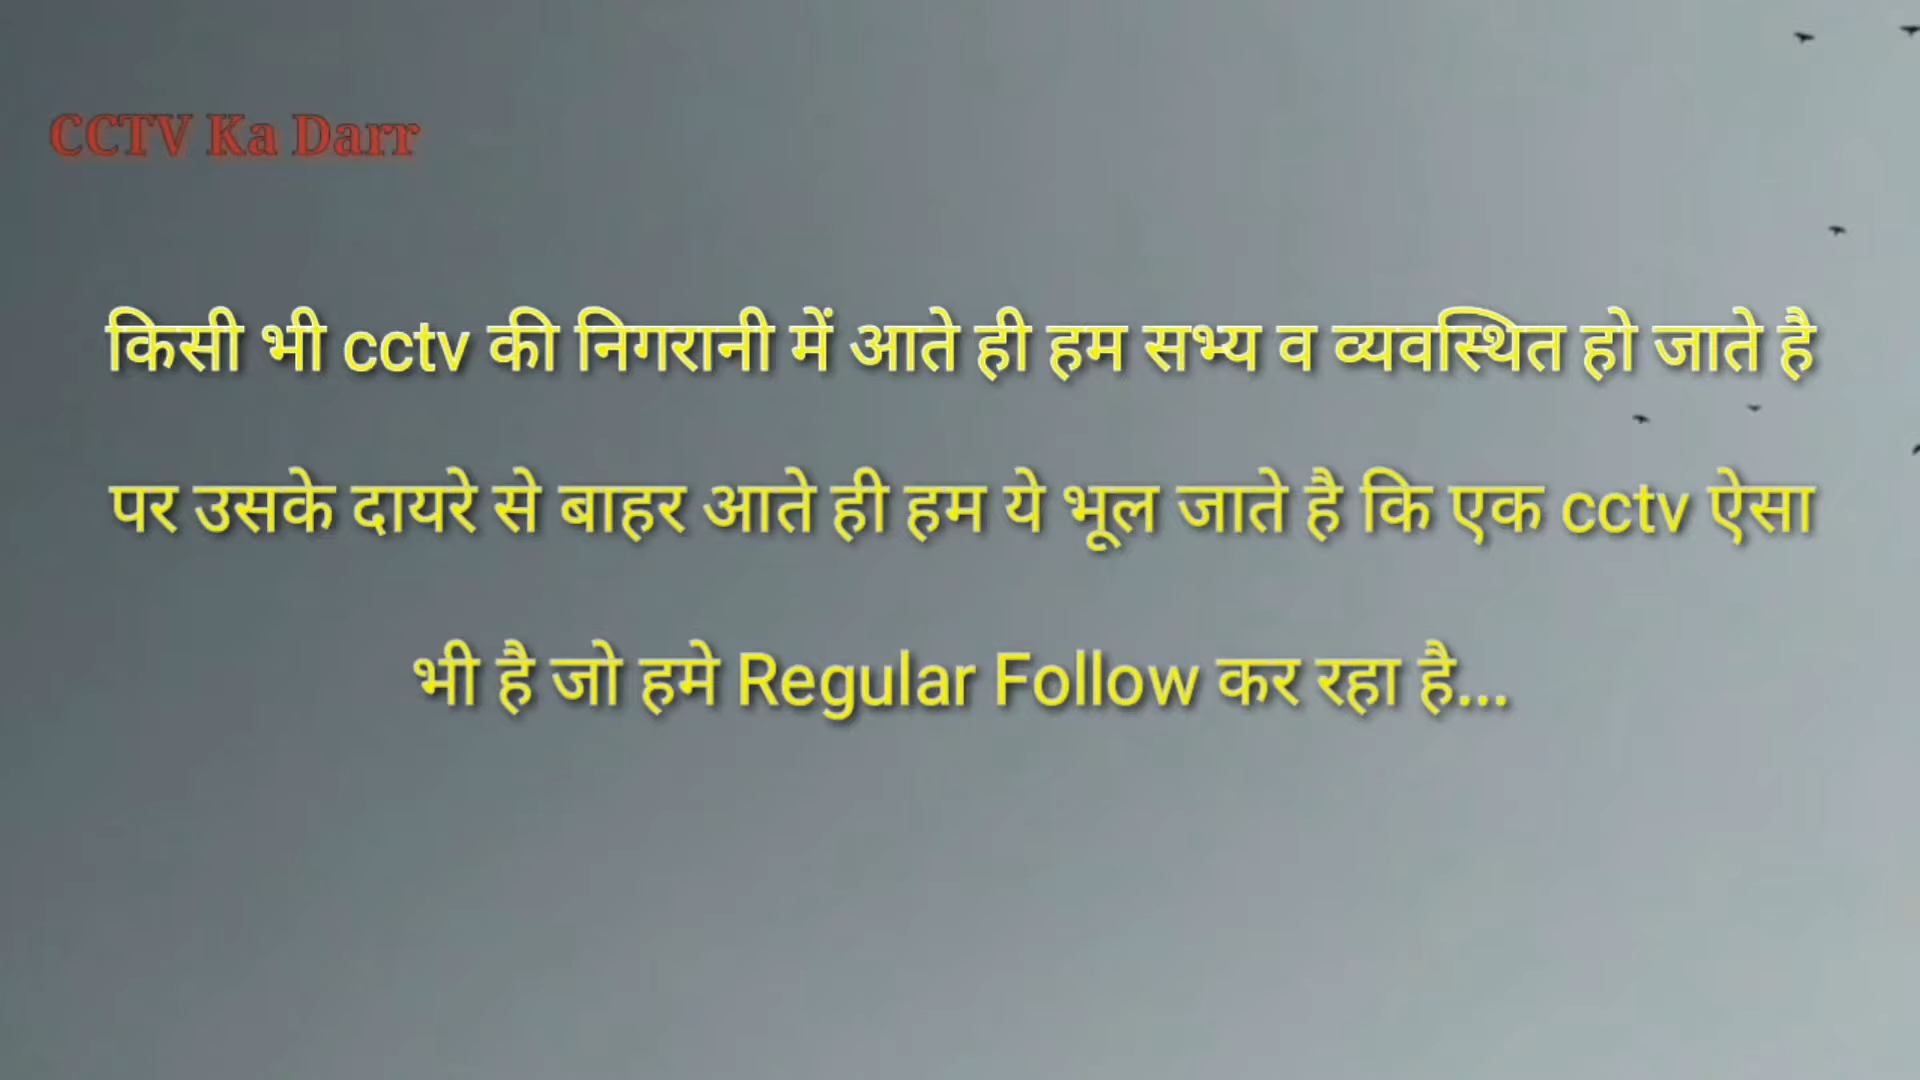 CCTV Ka Darr
किसी भी cctv की निगरानी में आते ही हम सभ्य व व्यवस्थित हो जाते है
पर उसके दायरे से बाहर आते ही हम ये भूल जाते है कि एक cctv ऐसा
भी है जो हमे Regular Follow कर रहा है...